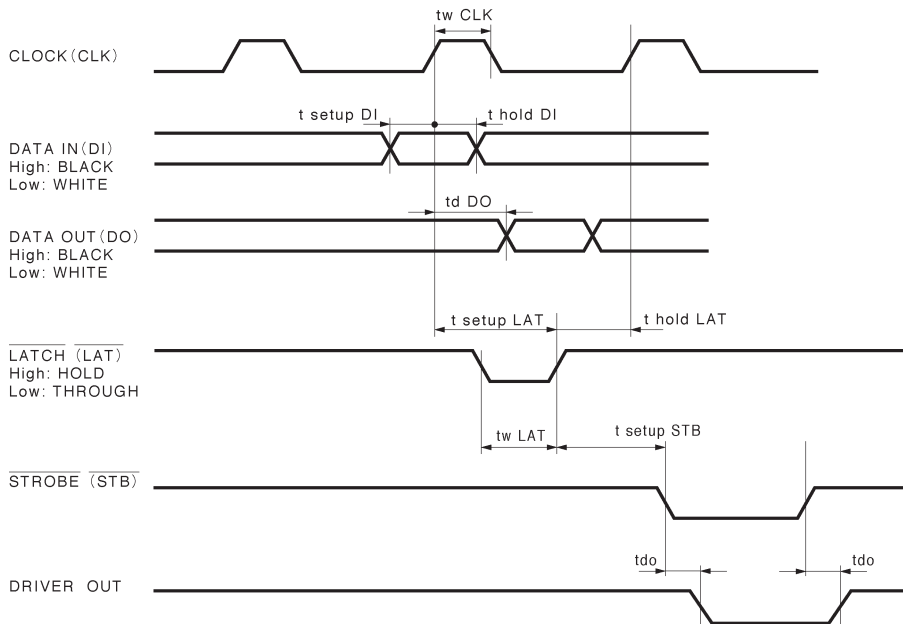 tw CLK
CLOCK(CLK)
t setup DI
t hold DI
DATA IN(DI)
High: BLACK
Low: WHITE
td DO
DATA OUT(DO)
High: BLACK
Low: WHITE
t setup LAT
t hold LAT
LATCH (LAT)
High: HOLD
Low: THROUGH
tw LAT
t setup STB
STROBE (STB)
tdo
tdo
DRIVER OUT